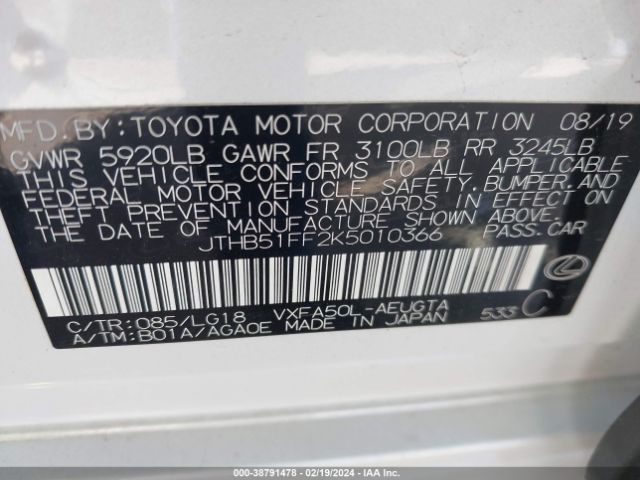 MFD. BY: TOYOTA MOTOR CORPORATION 08/19
GVWR 5920LB GAWR FR 3100LB RR 3245LB
THIS VEHICLE CONFORMS TO ALL APPLICABLE
FEDERAL MOTOR VEHICLE SAFETY, BUMPER, AND
THEFT PREVENTION STANDARDS IN EFFECT ON
THE DATE OF MANUFACTURE SHOWN ABOVE.
JTHB51FF2K5010366 PASS.CAR
C/TR:085/LG18 VXFA50L-AEUGTA
A/TM:B01A/AGA0E MADE IN JAPAN 533 C
000-38791478 | 02/19/2024 | IAAI.COM